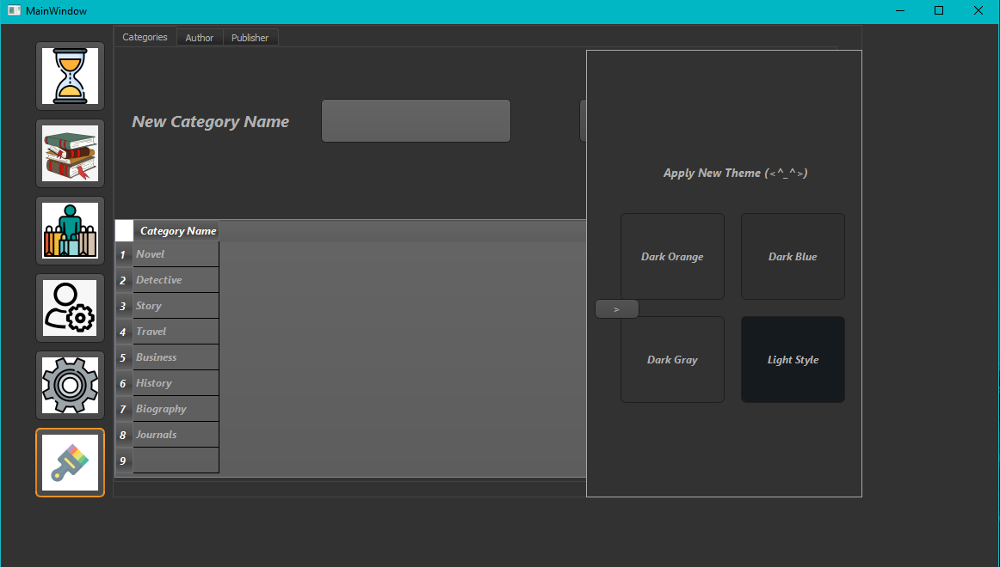 MainWindow
Categories Author Publisher
New Category Name
Category Name
1 Novel
2 Detective
3 Story
4 Travel
5 Business
6 History
7 Biography
8 Journals
9
Apply New Theme (<^_^>)
Dark Orange Dark Blue
>
Dark Gray Light Style